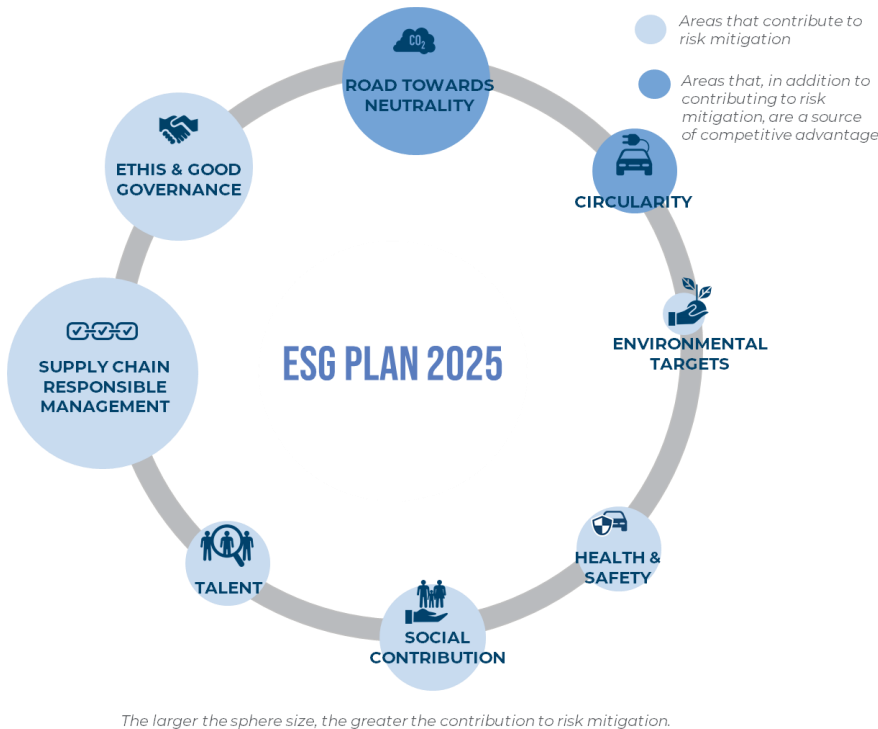 Areas that contribute to
risk mitigation
Areas that, in addition to
contributing to risk
mitigation, are a source
of competitive advantage
CO2
ROAD TOWARDS
NEUTRALITY
ETHIS & GOOD
GOVERNANCE
CIRCULARITY
ENVIRONMENTAL
TARGETS
SUPPLY CHAIN
RESPONSIBLE
MANAGEMENT
ESG PLAN 2025
HEALTH &
SAFETY
TALENT
SOCIAL
CONTRIBUTION
The larger the sphere size, the greater the contribution to risk mitigation.